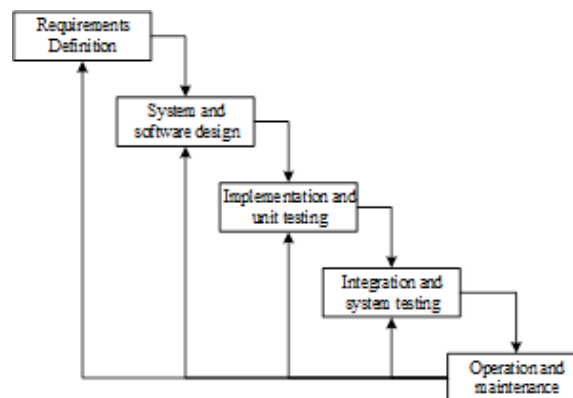 Requirements
Definition
System and
software design
Implementation and
unit testing
Integration and
system testing
Operation and
maintenance